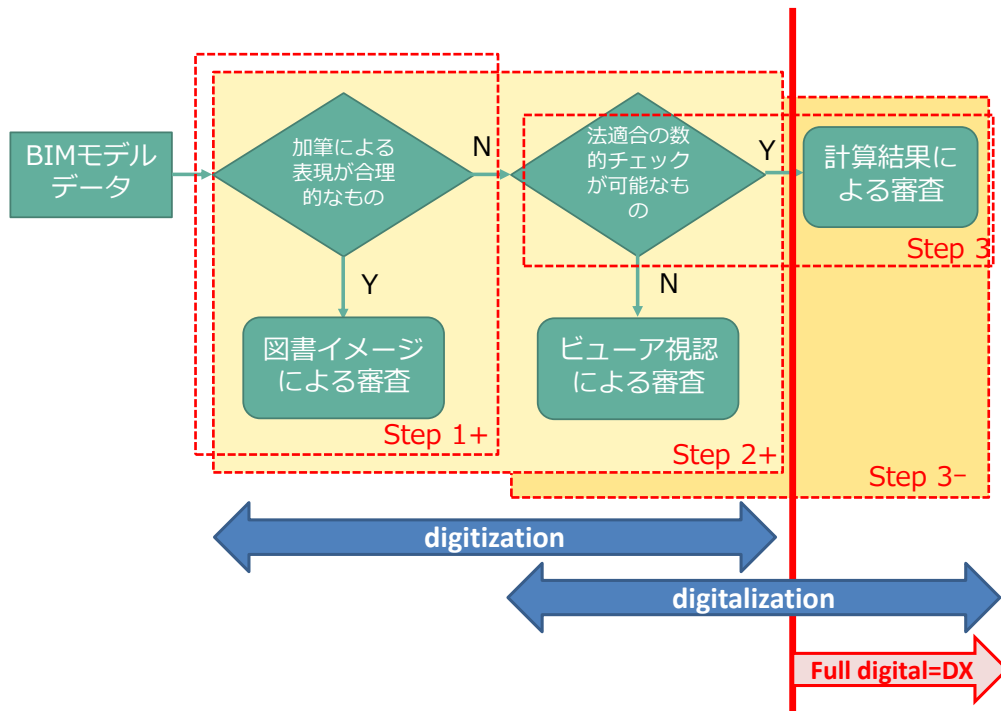 BIMモデル
データ
加筆による
表現が合理
的なもの
N
法適合の数
的チェック
が可能なも
の
Y
計算結果に
よる審査
Step 3
Y
N
図書イメージ
による審査
ビューア視認
による審査
Step 1+
Step 2+
Step 3−
digitization
digitalization
Full digital=DX